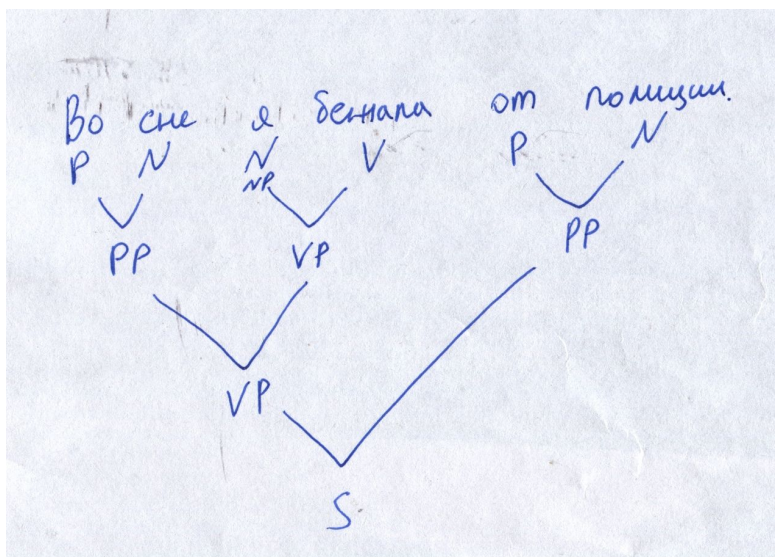 Во сне я бежала от полиции.
P N N V P N
NP
PP VP PP
VP
S